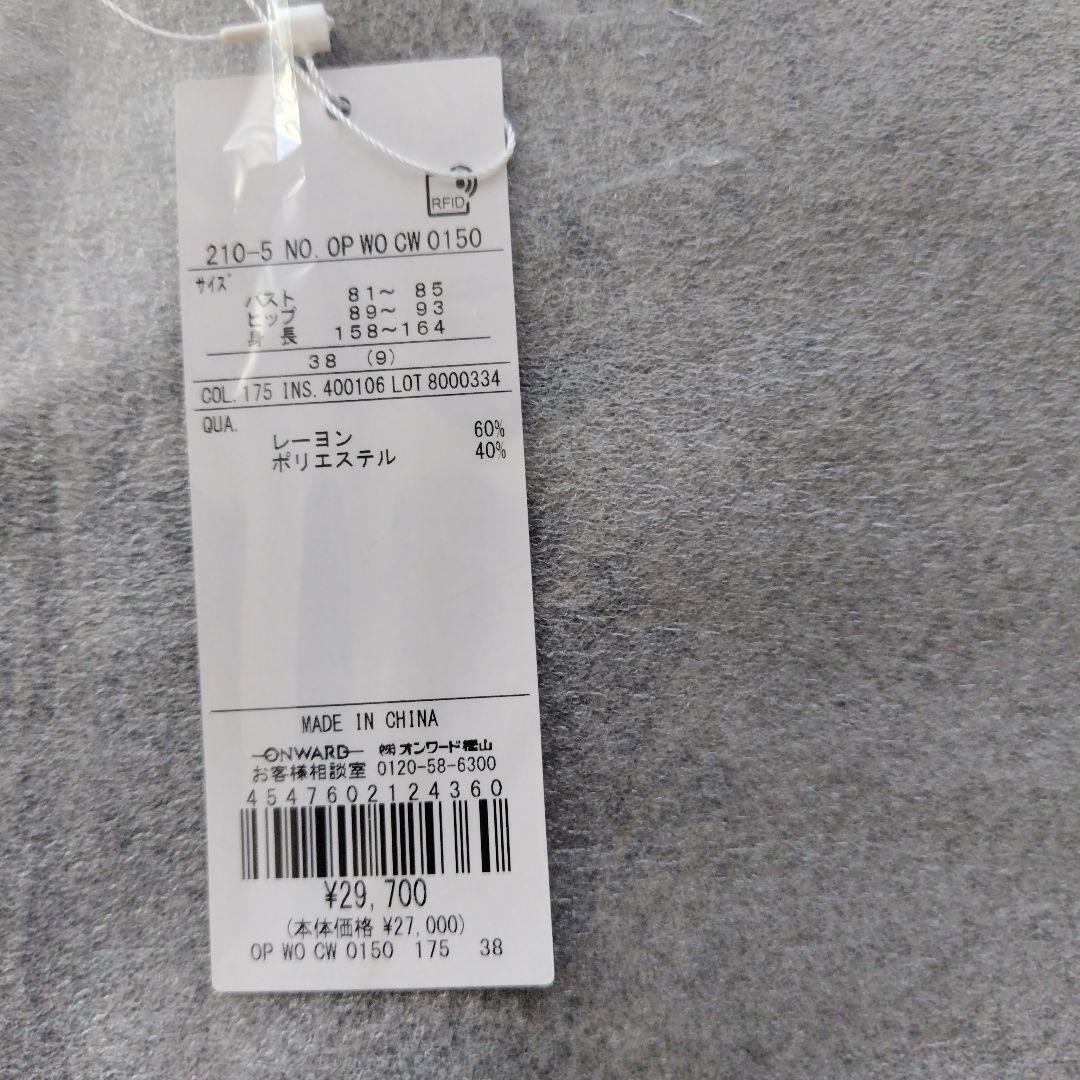 RFID
210-5 NO. OP WO CW 0150
サイズ
バスト 81～ 85
ヒップ 89～ 93
身長 158～164
38 (9)
COL. 175 INS. 400106 LOT 8000334
QUA.
レーヨン 60%
ポリエステル 40%
MADE IN CHINA
ONWARD ㈱オンワード樫山
お客様相談室 0120-58-6300
4547602124360
¥29,700
(本体価格 ¥27,000)
OP WO CW 0150 175 38